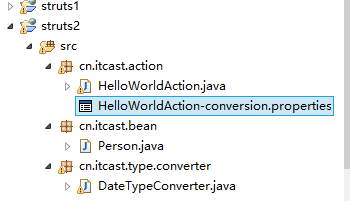 struts1
struts2
src
cn.itcast.action
HelloWorldAction.java
HelloWorldAction-conversion.properties
cn.itcast.bean
Person.java
cn.itcast.type.converter
DateTypeConverter.java